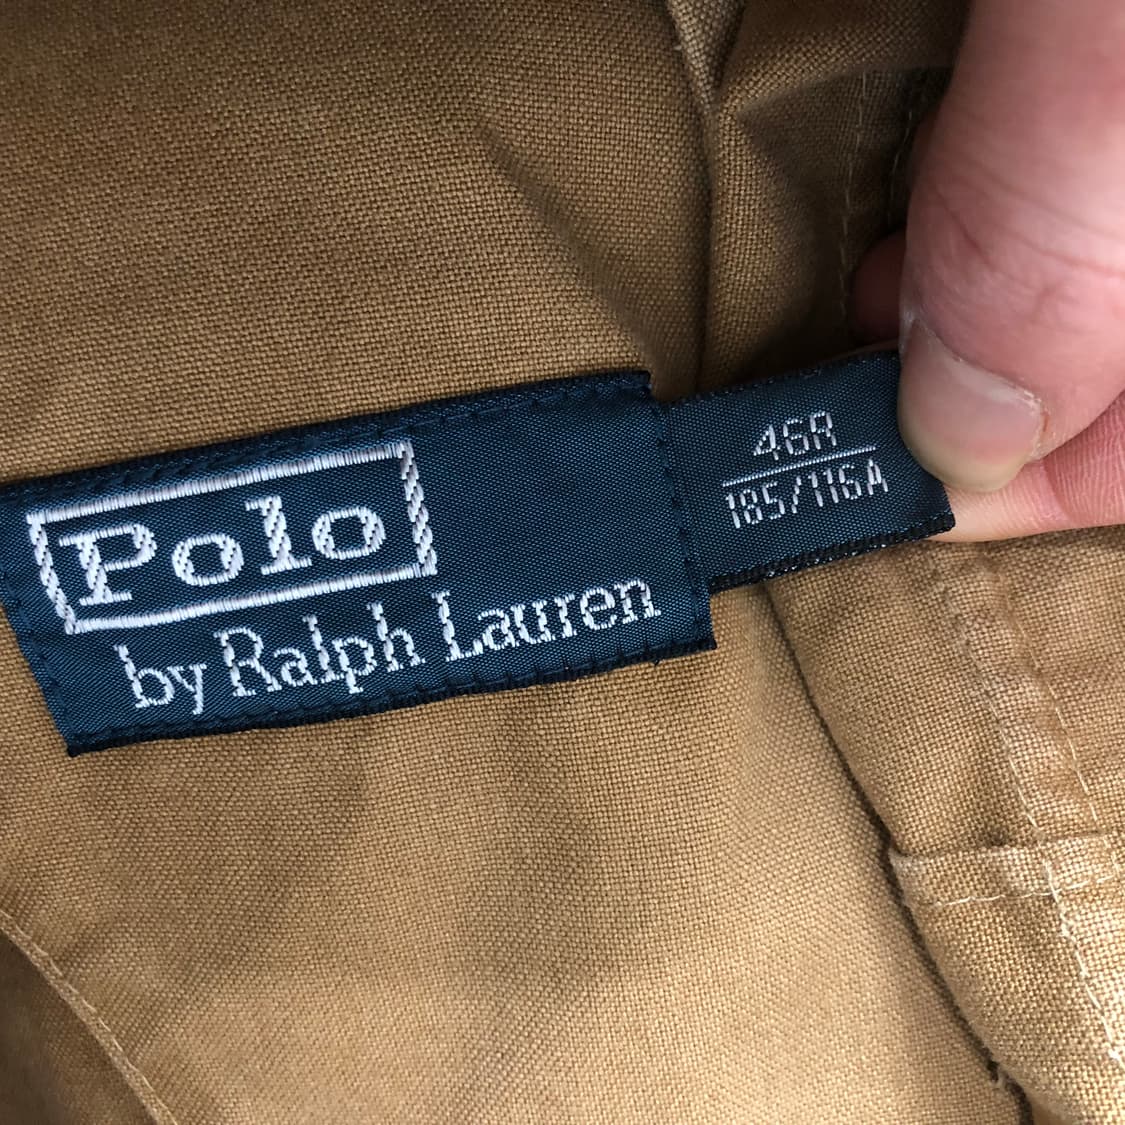 Polo
by Ralph Lauren
46R
185/116A